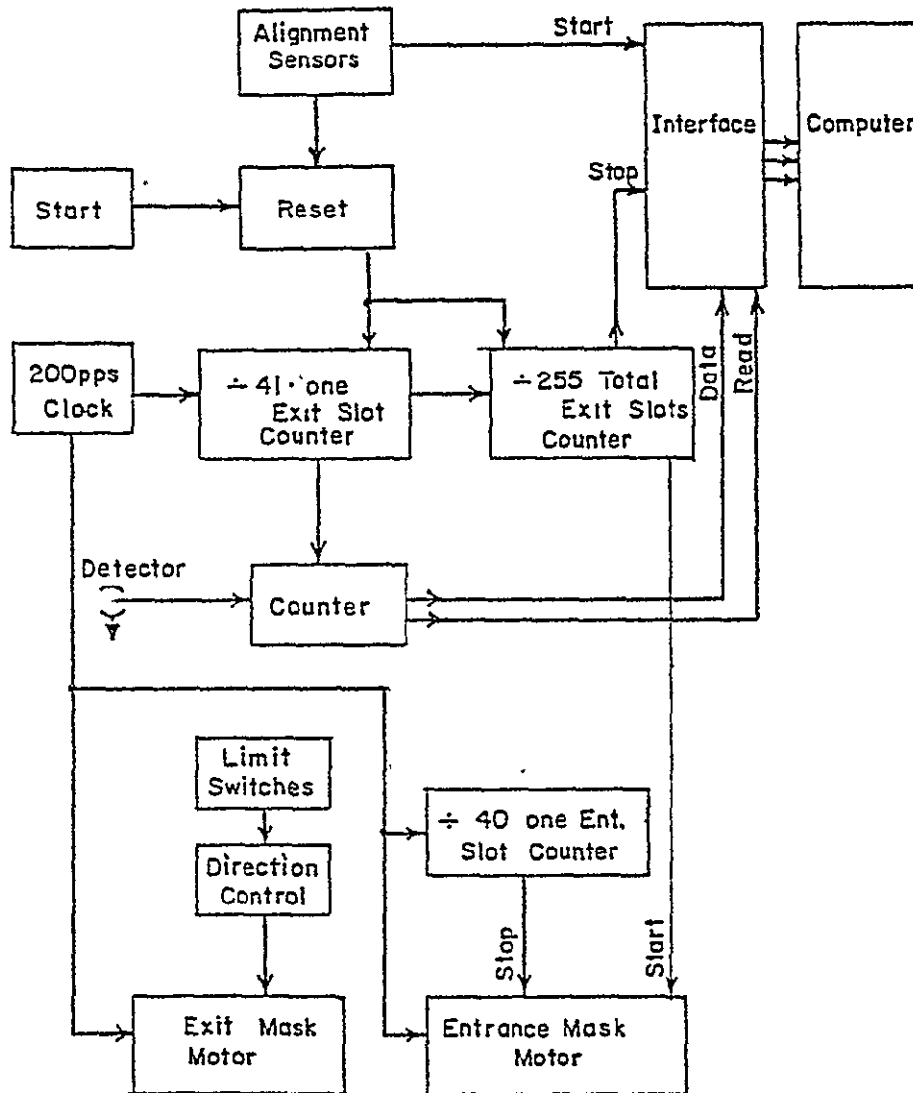 Alignment
Sensors
Start
Interface
Computer
Stop
Start
Reset
200pps
Clock
÷ 41· one
Exit Slot
Counter
÷255 Total
Exit Slots
Counter
Data
Read
Detector
Counter
Limit
Switches
÷ 40 one Ent.
Slot Counter
Direction
Control
Stop
Start
Exit Mask
Motor
Entrance Mask
Motor